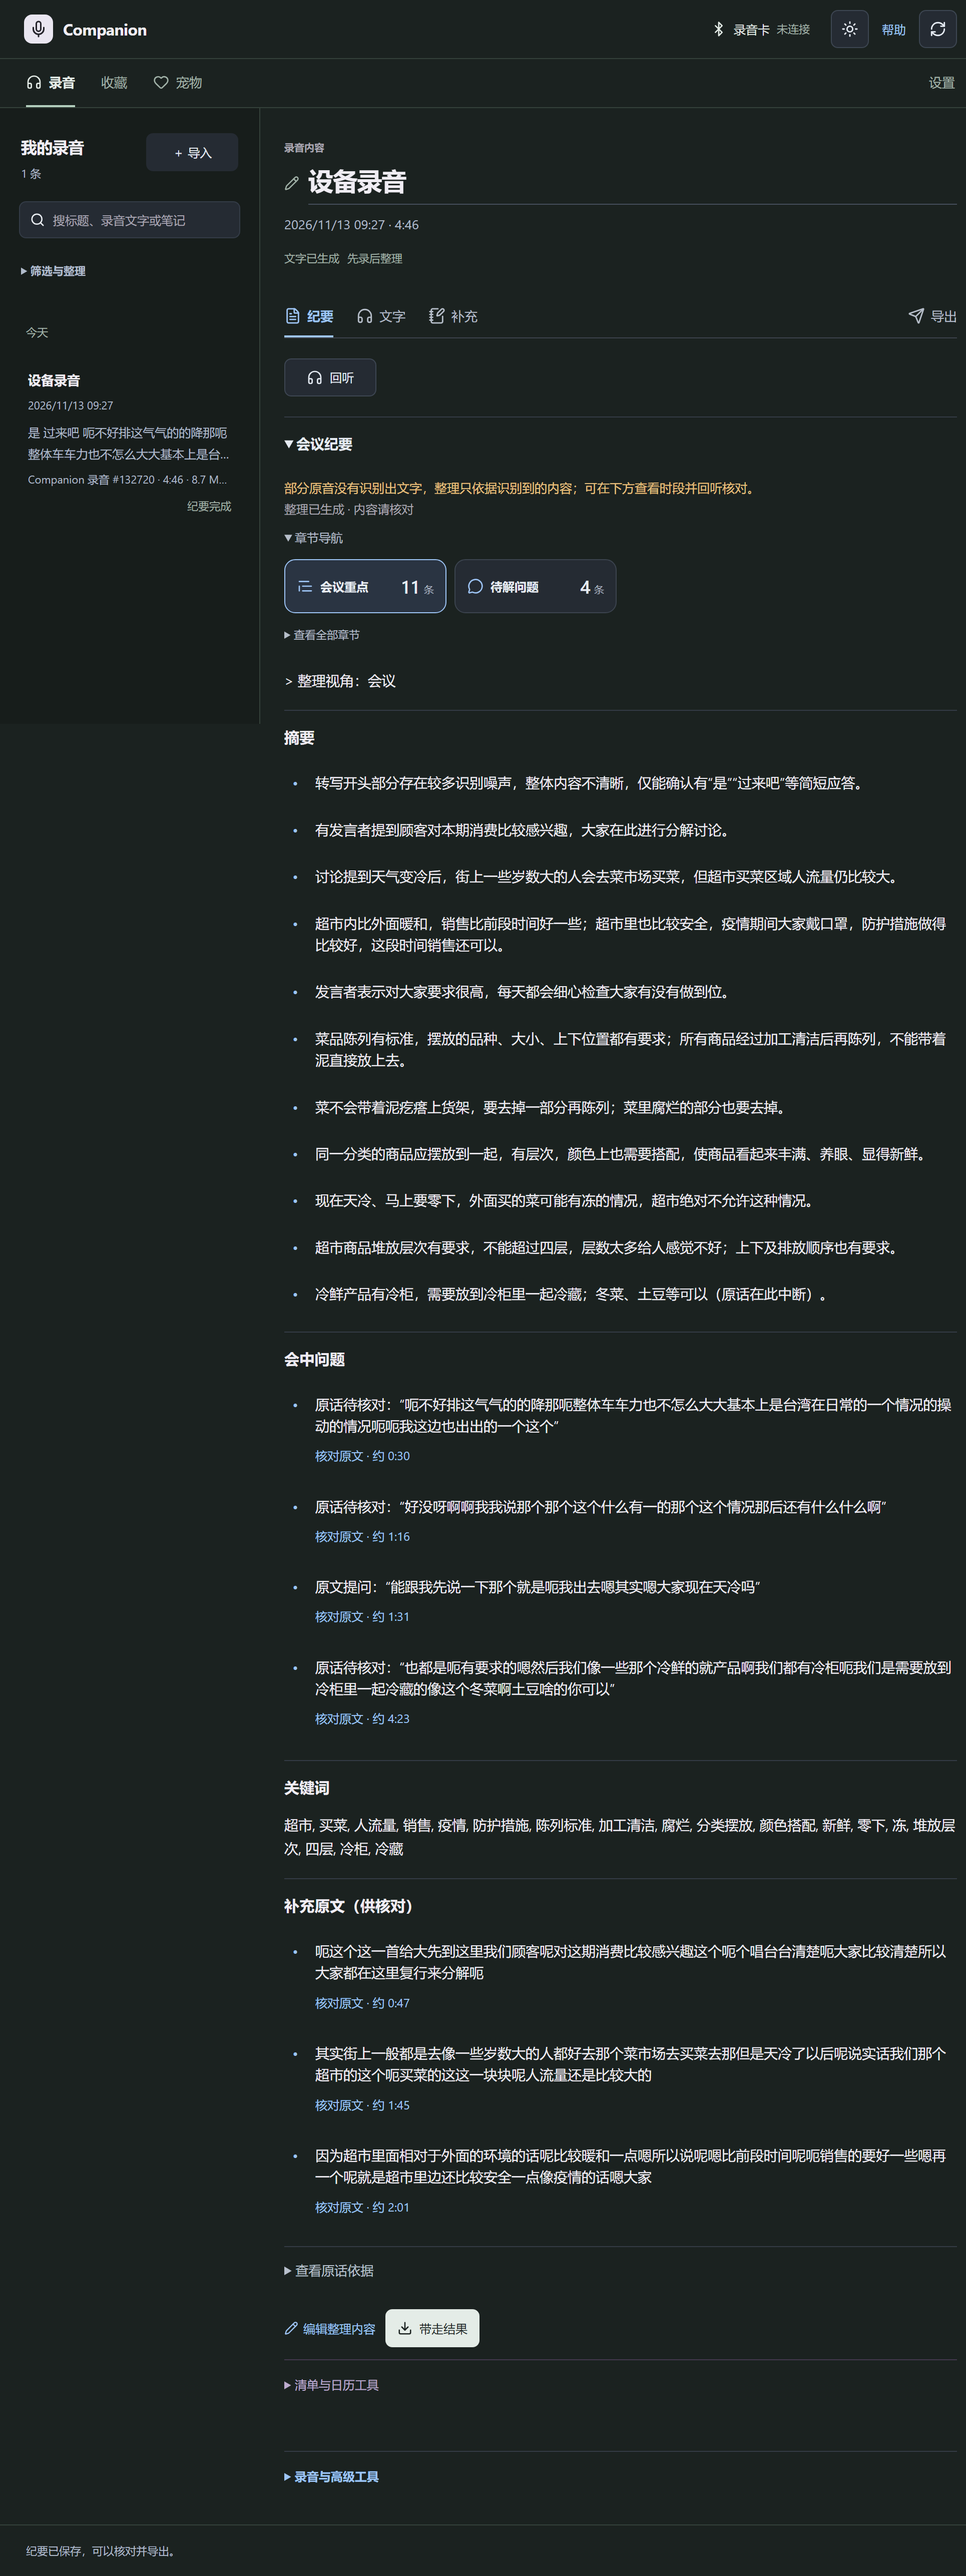 Companion
录音卡 未连接
帮助
录音
收藏
宠物
设置
我的录音
1 条
+ 导入
搜标题、录音文字或笔记
筛选与整理
今天
设备录音
2026/11/13 09:27
是 过来吧 呃不好排这气气的的降那呃
整体车车力也不怎么大大基本上是台...
Companion 录音 #132720 · 4:46 · 8.7 M...
纪要完成
录音内容
设备录音
2026/11/13 09:27 · 4:46
文字已生成 先录后整理
纪要
文字
补充
导出
回听
会议纪要
部分原音没有识别出文字，整理只依据识别到的内容；可在下方查看时段并回听核对。
整理已生成 · 内容请核对
章节导航
会议重点 11 条
待解问题 4 条
查看全部章节
> 整理视角：会议
摘要
• 转写开头部分存在较多识别噪声，整体内容不清晰，仅能确认有“是”“过来吧”等简短应答。
• 有发言者提到顾客对本期消费比较感兴趣，大家在此进行分解讨论。
• 讨论提到天气变冷后，街上一些岁数大的人会去菜市场买菜，但超市买菜区域人流量仍比较大。
• 超市内比外面暖和，销售比前段时间好一些；超市里也比较安全，疫情期间大家戴口罩，防护措施做得
比较好，这段时间销售还可以。
• 发言者表示对大家要求很高，每天都会细心检查大家有没有做到位。
• 菜品陈列有标准，摆放的品种、大小、上下位置都有要求；所有商品经过加工清洁后再陈列，不能带着
泥直接放上去。
• 菜不会带着泥疙瘩上货架，要去掉一部分再陈列；菜里腐烂的部分也要去掉。
• 同一分类的商品应摆放到一起，有层次，颜色上也需要搭配，使商品看起来丰满、养眼、显得新鲜。
• 现在天冷、马上要零下，外面买的菜可能有冻的情况，超市绝对不允许这种情况。
• 超市商品堆放层次有要求，不能超过四层，层数太多给人感觉不好；上下及排放顺序也有要求。
• 冷鲜产品有冷柜，需要放到冷柜里一起冷藏；冬菜、土豆等可以（原话在此中断）。
会中问题
• 原话待核对：“呃不好排这气气的的降那呃整体车车力也不怎么大大基本上是台湾在日常的一个情况的操
动的情况呃呃我这边也出出的一个这个”
核对原文 · 约 0:30
• 原话待核对：“好没呀啊啊我我说那个那个这个什么有一的那个这个情况那后还有什么什么啊”
核对原文 · 约 1:16
• 原文提问：“能跟我先说一下那个就是呃我出去嗯其实嗯大家现在天冷吗”
核对原文 · 约 1:31
• 原话待核对：“也都是呃有要求的嗯然后我们像一些那个冷鲜的就产品啊我们都有冷柜呃我们是需要放到
冷柜里一起冷藏的像这个冬菜啊土豆啥的你可以”
核对原文 · 约 4:23
关键词
超市, 买菜, 人流量, 销售, 疫情, 防护措施, 陈列标准, 加工清洁, 腐烂, 分类摆放, 颜色搭配, 新鲜, 零下, 冻, 堆放层
次, 四层, 冷柜, 冷藏
补充原文（供核对）
• 呃这个这一首给大先到这里我们顾客呢对这期消费比较感兴趣这个呃个唱台台清楚呃大家比较清楚所以
大家都在这里复行来分解呃
核对原文 · 约 0:47
• 其实街上一般都是去像一些岁数大的人都好去那个菜市场去买菜去那但是天冷了以后呢说实话我们那个
超市的这个呃买菜的这这一块块呢人流量还是比较大的
核对原文 · 约 1:45
• 因为超市里面相对于外面的环境的话呢比较暖和一点嗯所以说呢嗯比前段时间呢呃销售的要好一些嗯再
一个呢就是超市里边还比较安全一点像疫情的话嗯大家
核对原文 · 约 2:01
查看原话依据
编辑整理内容
带走结果
清单与日历工具
录音与高级工具
纪要已保存，可以核对并导出。